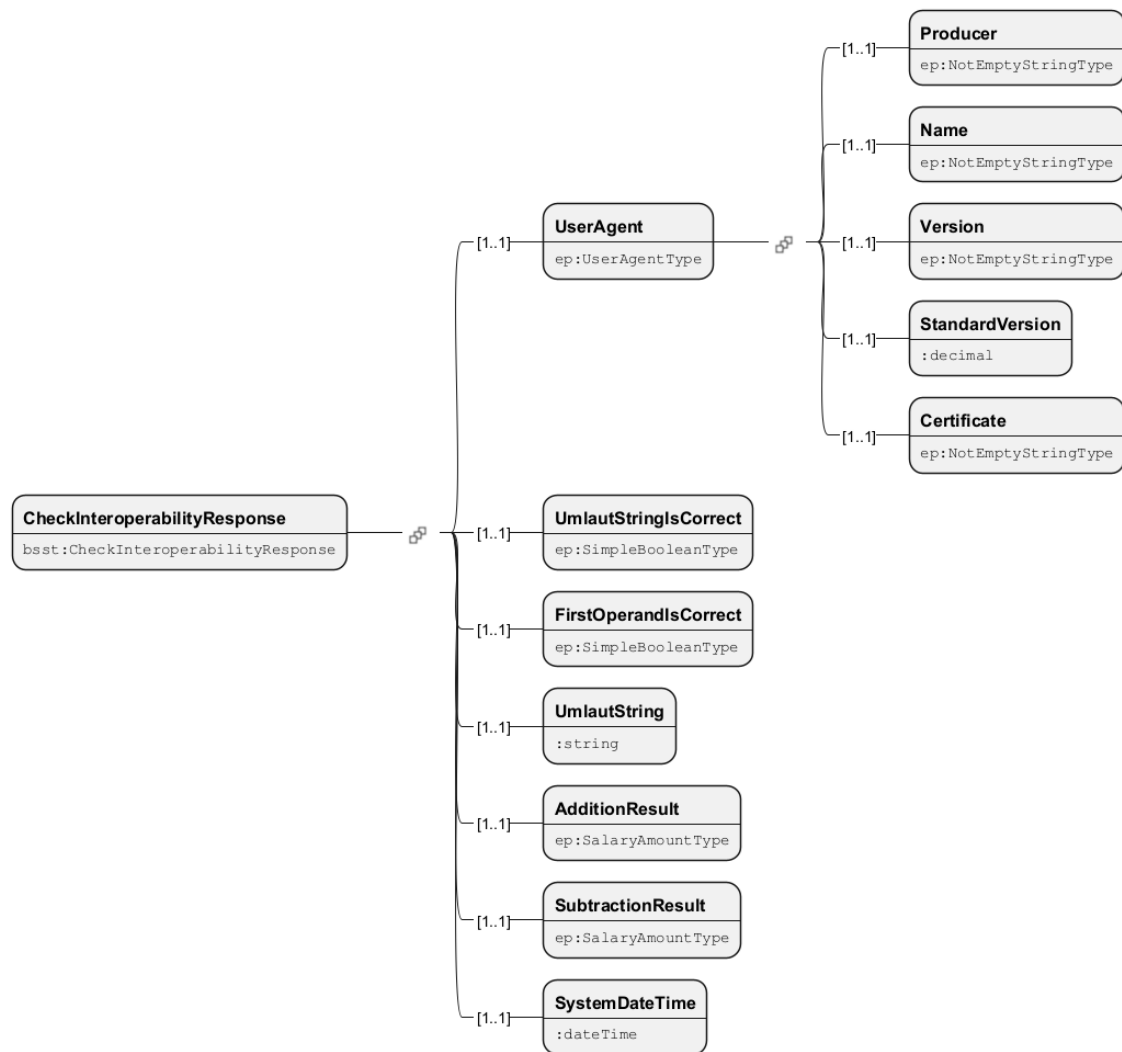 Producer
[1..1]
ep:NotEmptyStringType
Name
[1..1]
ep:NotEmptyStringType
UserAgent
[1..1]
ep:UserAgentType
Version
[1..1]
ep:NotEmptyStringType
StandardVersion
[1..1]
:decimal
Certificate
[1..1]
ep:NotEmptyStringType
CheckInteroperabilityResponse
bsst:CheckInteroperabilityResponse
UmlautStringIsCorrect
[1..1]
ep:SimpleBooleanType
FirstOperandIsCorrect
[1..1]
ep:SimpleBooleanType
UmlautString
[1..1]
:string
AdditionResult
[1..1]
ep:SalaryAmountType
SubtractionResult
[1..1]
ep:SalaryAmountType
SystemDateTime
[1..1]
:dateTime